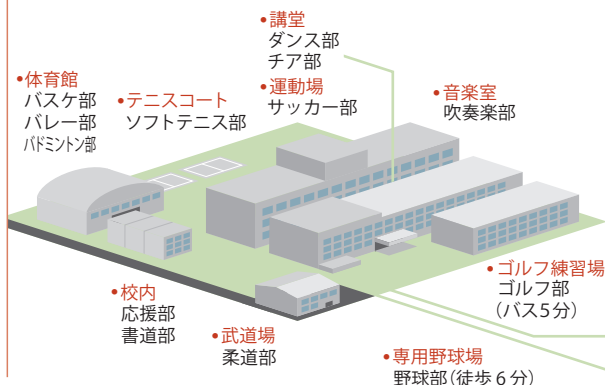 •講堂
ダンス部
チア部
•運動場
サッカー部
•体育館
バスケ部
バレー部
バドミントン部
•テニスコート
ソフトテニス部
•音楽室
吹奏楽部
•校内
応援部
書道部
•武道場
柔道部
•ゴルフ練習場
ゴルフ部
(バス5分)
•専用野球場
野球部(徒歩6分)